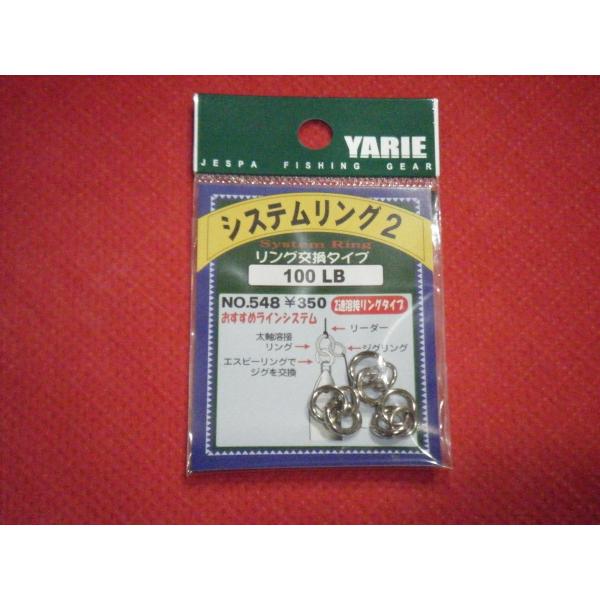 YARIE
JESPA FISHING GEAR
システムリング2
System Ring
リング交換タイプ
100 LB
NO.548 ¥350 2連溶接リングタイプ
おすすめラインシステム
リーダー
太軸溶接
リング
ジグリング
エスピーリングで
ジグを交換